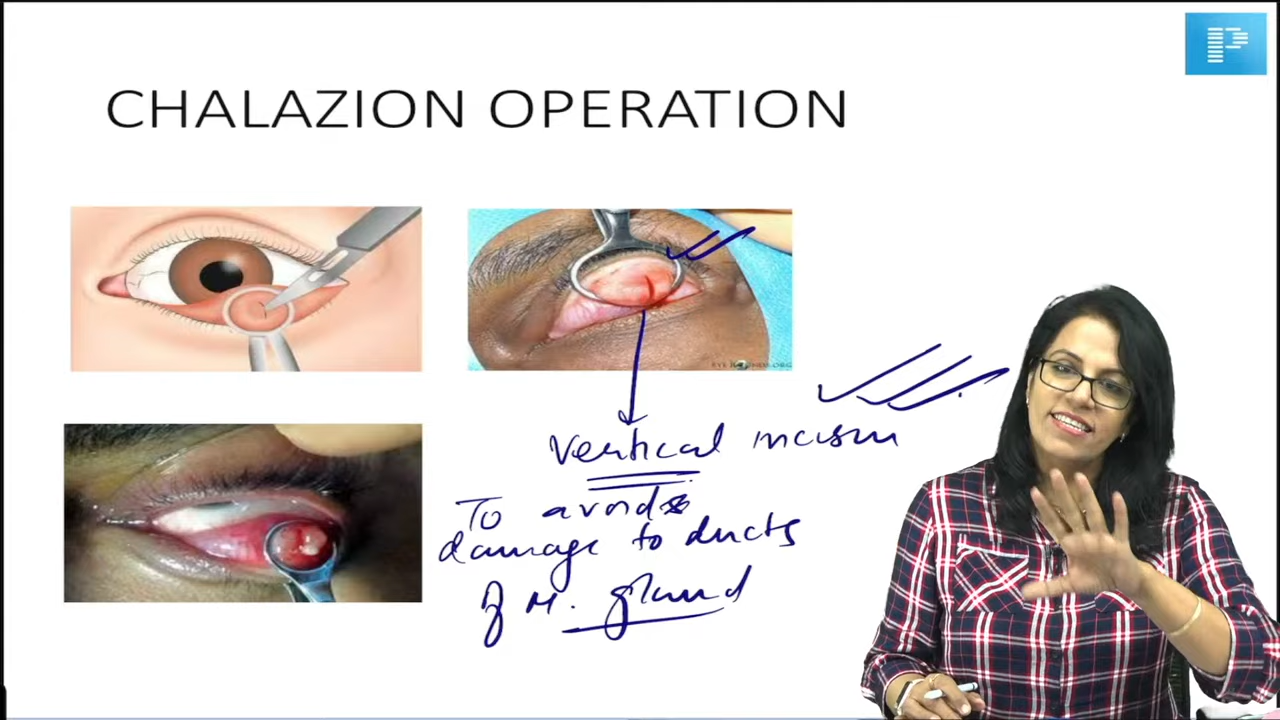 CHALAZION OPERATION
vertical incision
To avoid
damage to ducts
of M. gland